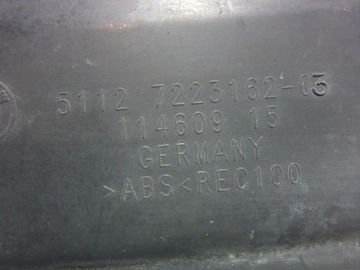 5112 7223162-03
114609 15
GERMANY
>ABS<REC100